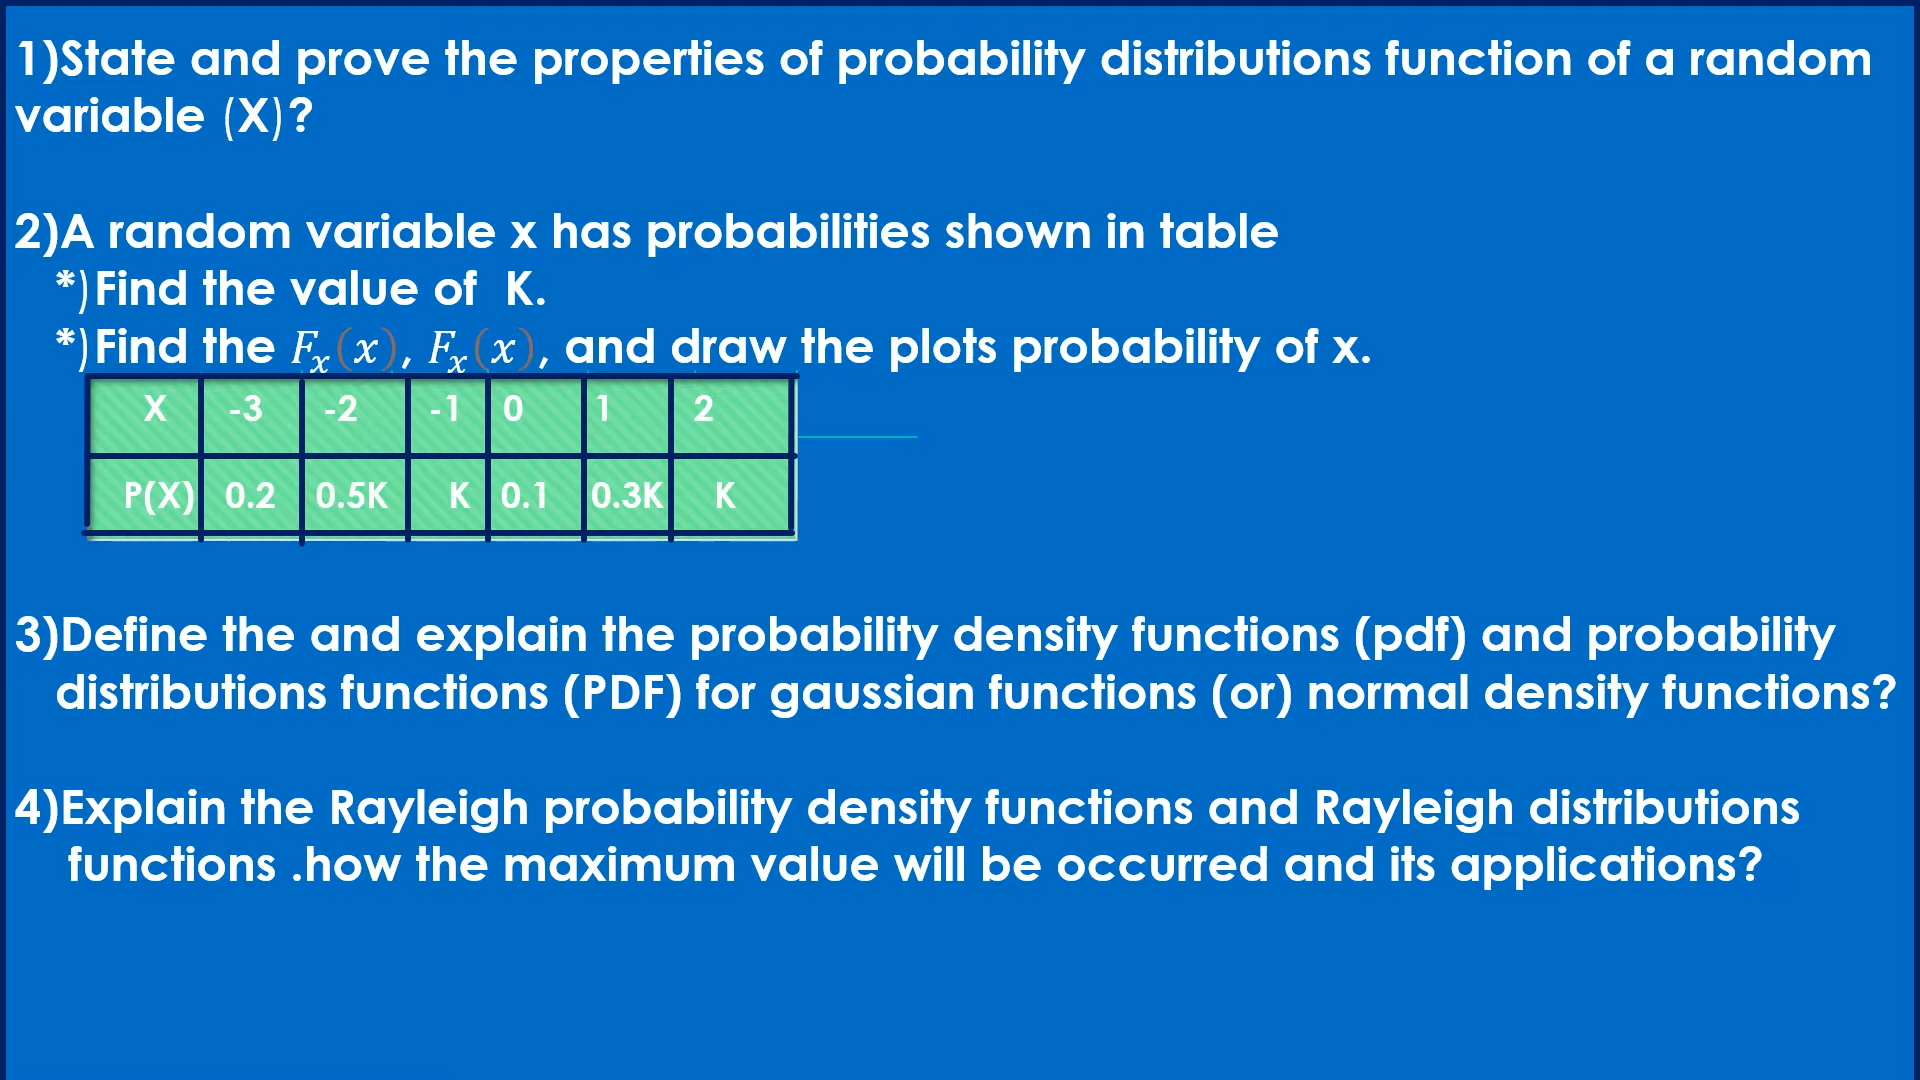 1)State and prove the properties of probability distributions function of a random
variable (X)?
2)A random variable x has probabilities shown in table
*)Find the value of K.
*)Find the Fₓ(x), Fₓ(x), and draw the plots probability of x.
X -3 -2 -1 0 1 2
P(X) 0.2 0.5K K 0.1 0.3K K
3)Define the and explain the probability density functions (pdf) and probability
distributions functions (PDF) for gaussian functions (or) normal density functions?
4)Explain the Rayleigh probability density functions and Rayleigh distributions
functions .how the maximum value will be occurred and its applications?